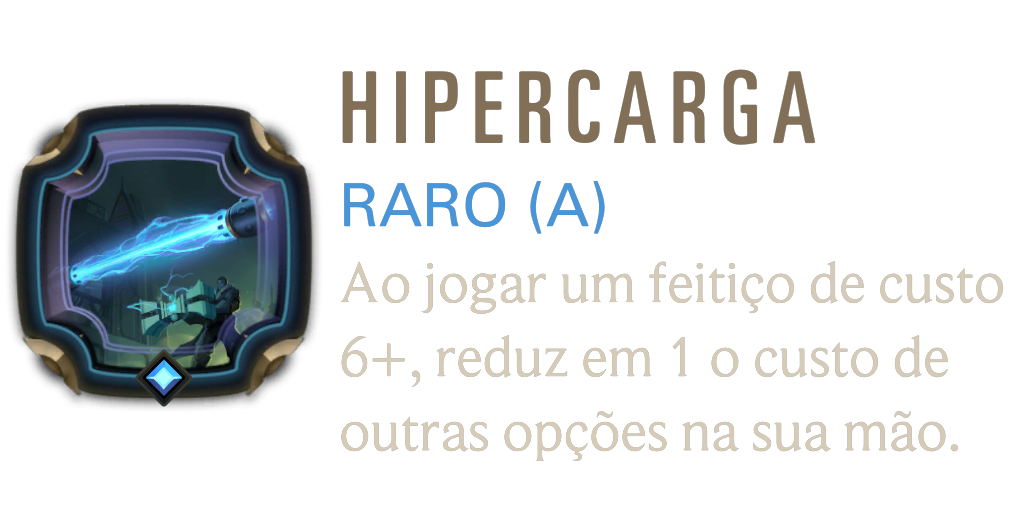 HIPERCARGA
RARO (A)
Ao jogar um feitiço de custo
6+, reduz em 1 o custo de
outras opções na sua mão.